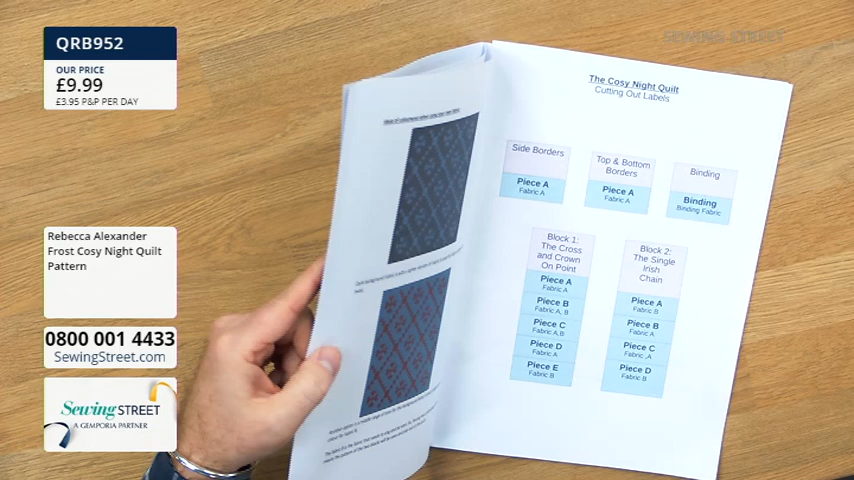 QRB952
OUR PRICE
£9.99
£3.95 P&P PER DAY
Rebecca Alexander
Frost Cosy Night Quilt
Pattern
0800 001 4433
SewingStreet.com
Sewing STREET
A GEMPORIA PARTNER
SEWING STREET
The Cosy Night Quilt
Cutting Out Labels
Side Borders
Piece A
Fabric A
Top & Bottom
Borders
Piece A
Fabric A
Binding
Binding
Binding Fabric
Block 1:
The Cross
and Crown
On Point
Piece A
Fabric A
Piece B
Fabric A, B
Piece C
Fabric A,B
Piece D
Fabric A
Piece E
Fabric B
Block 2:
The Single
Irish
Chain
Piece A
Fabric B
Piece B
Fabric A
Piece C
Fabric ,A
Piece D
Fabric B